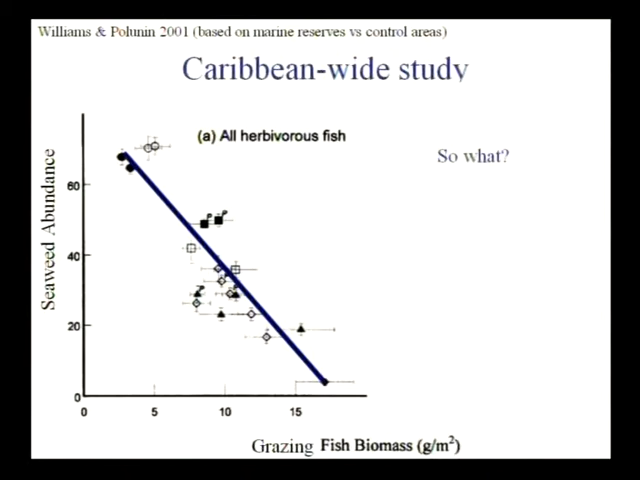 Williams & Polunin 2001 (based on marine reserves vs control areas)
Caribbean-wide study
(a) All herbivorous fish
So what?
Seaweed Abundance
60
40
20
0
0 5 10 15
Grazing Fish Biomass (g/m²)